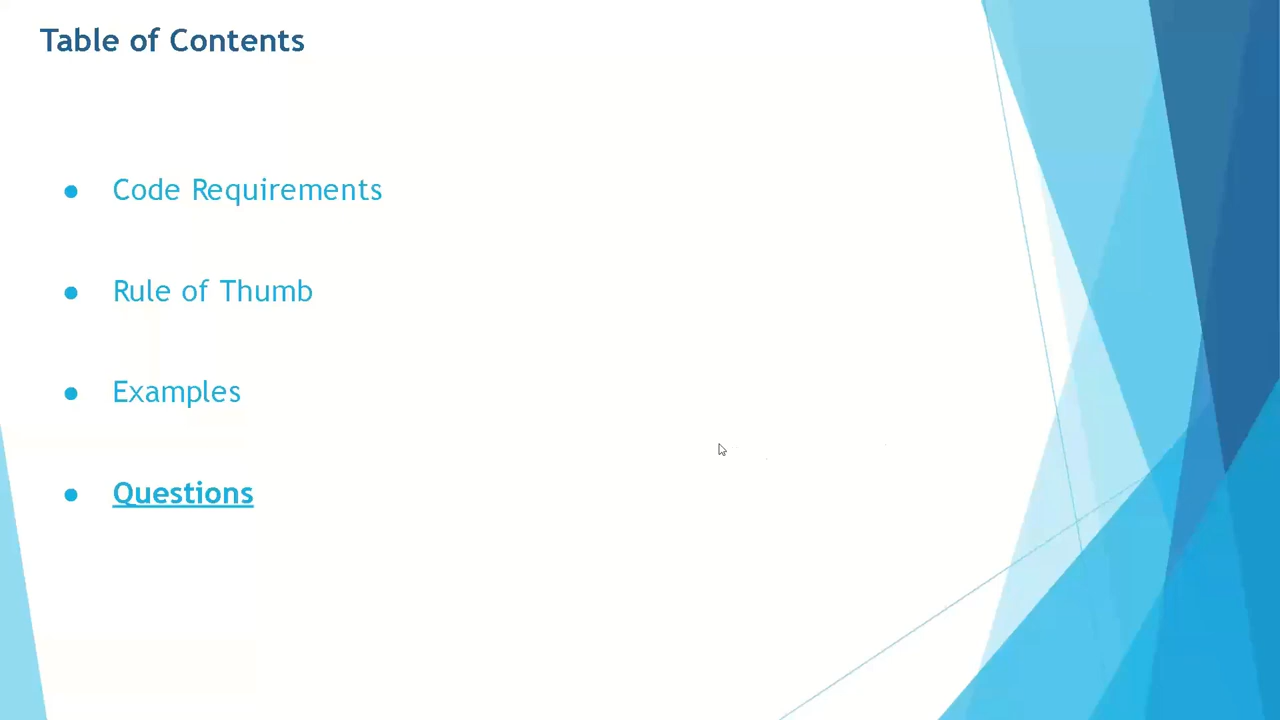 Table of Contents
● Code Requirements
● Rule of Thumb
● Examples
● Questions